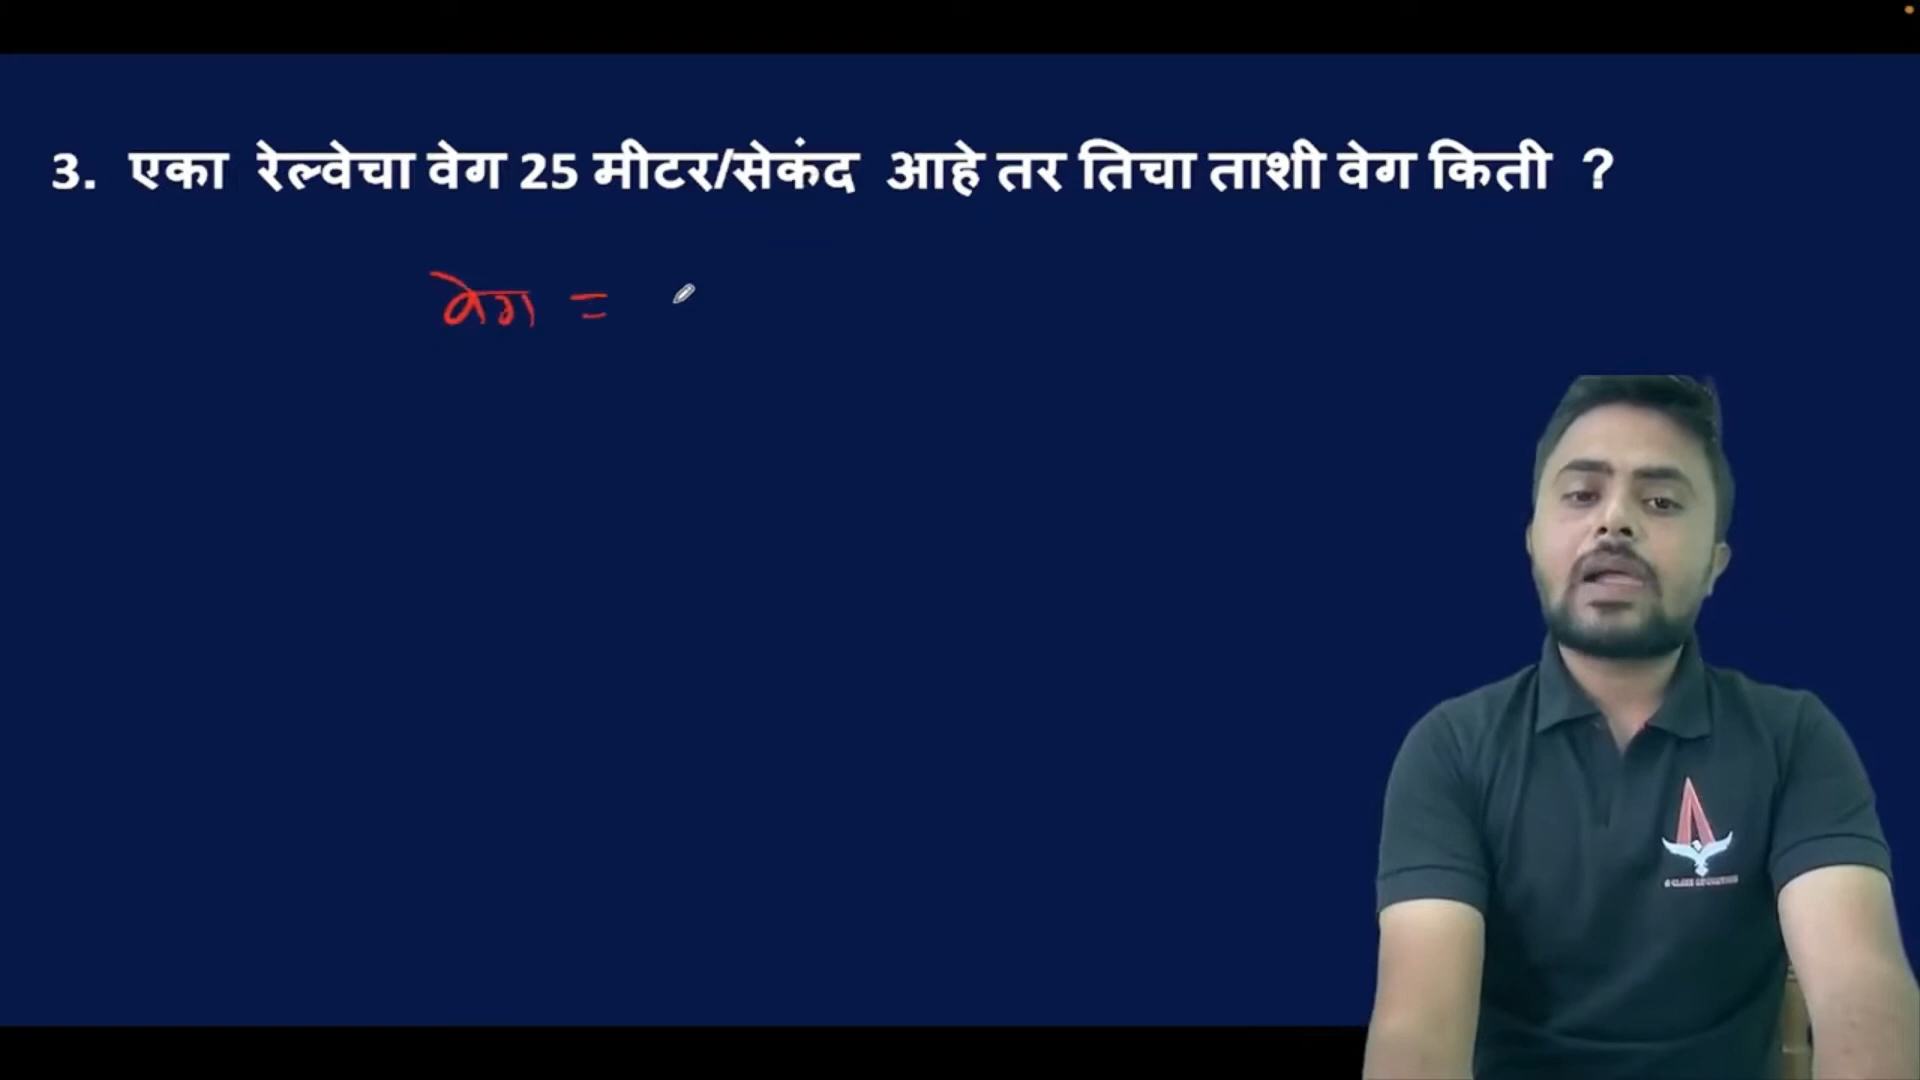 3. एका रेल्वेचा वेग 25 मीटर/सेकंद आहे तर तिचा ताशी वेग किती ?
वेग =